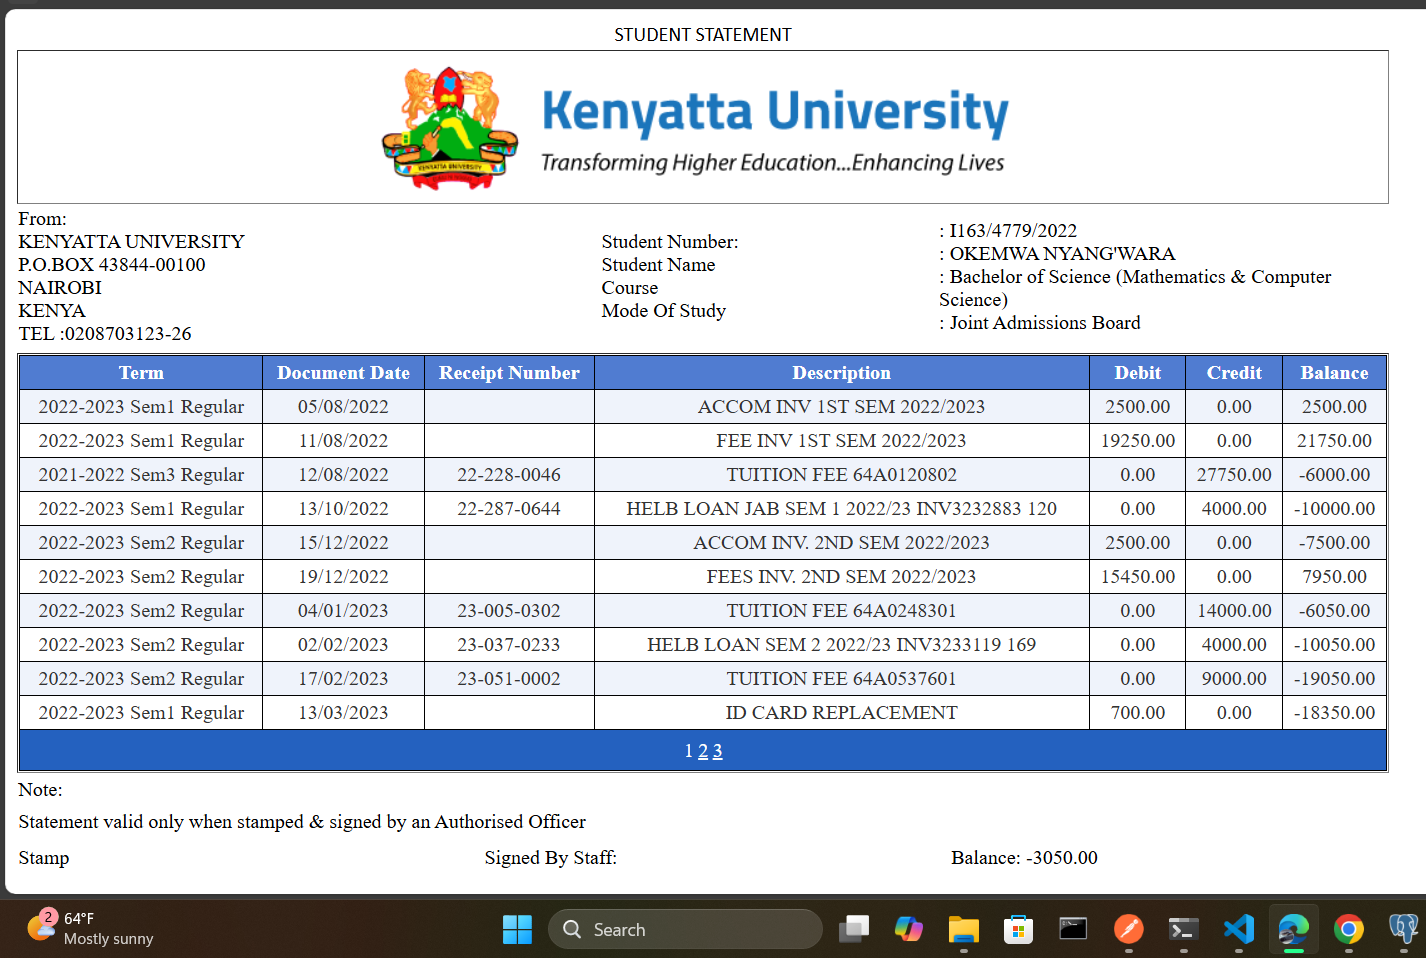 STUDENT STATEMENT
KENYATTA UNIVERSITY
Kenyatta University
Transforming Higher Education...Enhancing Lives
From:
KENYATTA UNIVERSITY
P.O.BOX 43844-00100
NAIROBI
KENYA
TEL :0208703123-26
Student Number:
Student Name
Course
Mode Of Study
: I163/4779/2022
: OKEMWA NYANG'WARA
: Bachelor of Science (Mathematics & Computer
Science)
: Joint Admissions Board
Term Document Date Receipt Number Description Debit Credit Balance
2022-2023 Sem1 Regular 05/08/2022 ACCOM INV 1ST SEM 2022/2023 2500.00 0.00 2500.00
2022-2023 Sem1 Regular 11/08/2022 FEE INV 1ST SEM 2022/2023 19250.00 0.00 21750.00
2021-2022 Sem3 Regular 12/08/2022 22-228-0046 TUITION FEE 64A0120802 0.00 27750.00 -6000.00
2022-2023 Sem1 Regular 13/10/2022 22-287-0644 HELB LOAN JAB SEM 1 2022/23 INV3232883 120 0.00 4000.00 -10000.00
2022-2023 Sem2 Regular 15/12/2022 ACCOM INV. 2ND SEM 2022/2023 2500.00 0.00 -7500.00
2022-2023 Sem2 Regular 19/12/2022 FEES INV. 2ND SEM 2022/2023 15450.00 0.00 7950.00
2022-2023 Sem2 Regular 04/01/2023 23-005-0302 TUITION FEE 64A0248301 0.00 14000.00 -6050.00
2022-2023 Sem2 Regular 02/02/2023 23-037-0233 HELB LOAN SEM 2 2022/23 INV3233119 169 0.00 4000.00 -10050.00
2022-2023 Sem2 Regular 17/02/2023 23-051-0002 TUITION FEE 64A0537601 0.00 9000.00 -19050.00
2022-2023 Sem1 Regular 13/03/2023 ID CARD REPLACEMENT 700.00 0.00 -18350.00
1 2 3
Note:
Statement valid only when stamped & signed by an Authorised Officer
Stamp Signed By Staff: Balance: -3050.00
2
64°F
Mostly sunny
Search